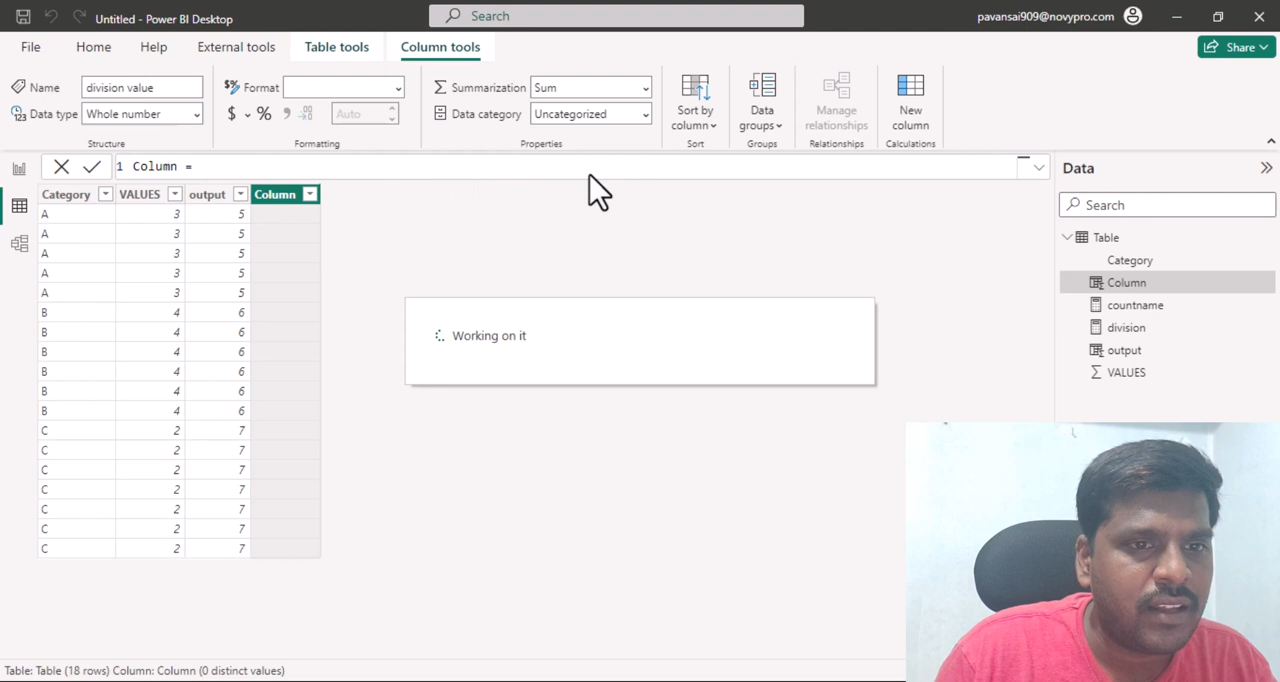 Untitled - Power BI Desktop
Search
pavansai909@novypro.com
File
Home
Help
External tools
Table tools
Column tools
Share
Name
division value
Format
Summarization
Sum
Sort by column
Data groups
Manage relationships
New column
Data type
Whole number
$
%
Auto
Data category
Uncategorized
Structure
Formatting
Properties
Sort
Groups
Relationships
Calculations
1 Column =
Category VALUES output Column
A 3 5
A 3 5
A 3 5
A 3 5
A 3 5
B 4 6
B 4 6
B 4 6
B 4 6
B 4 6
B 4 6
C 2 7
C 2 7
C 2 7
C 2 7
C 2 7
C 2 7
C 2 7
Working on it
Data
Search
Table
Category
Column
countname
division
output
VALUES
Table: Table (18 rows) Column: Column (0 distinct values)